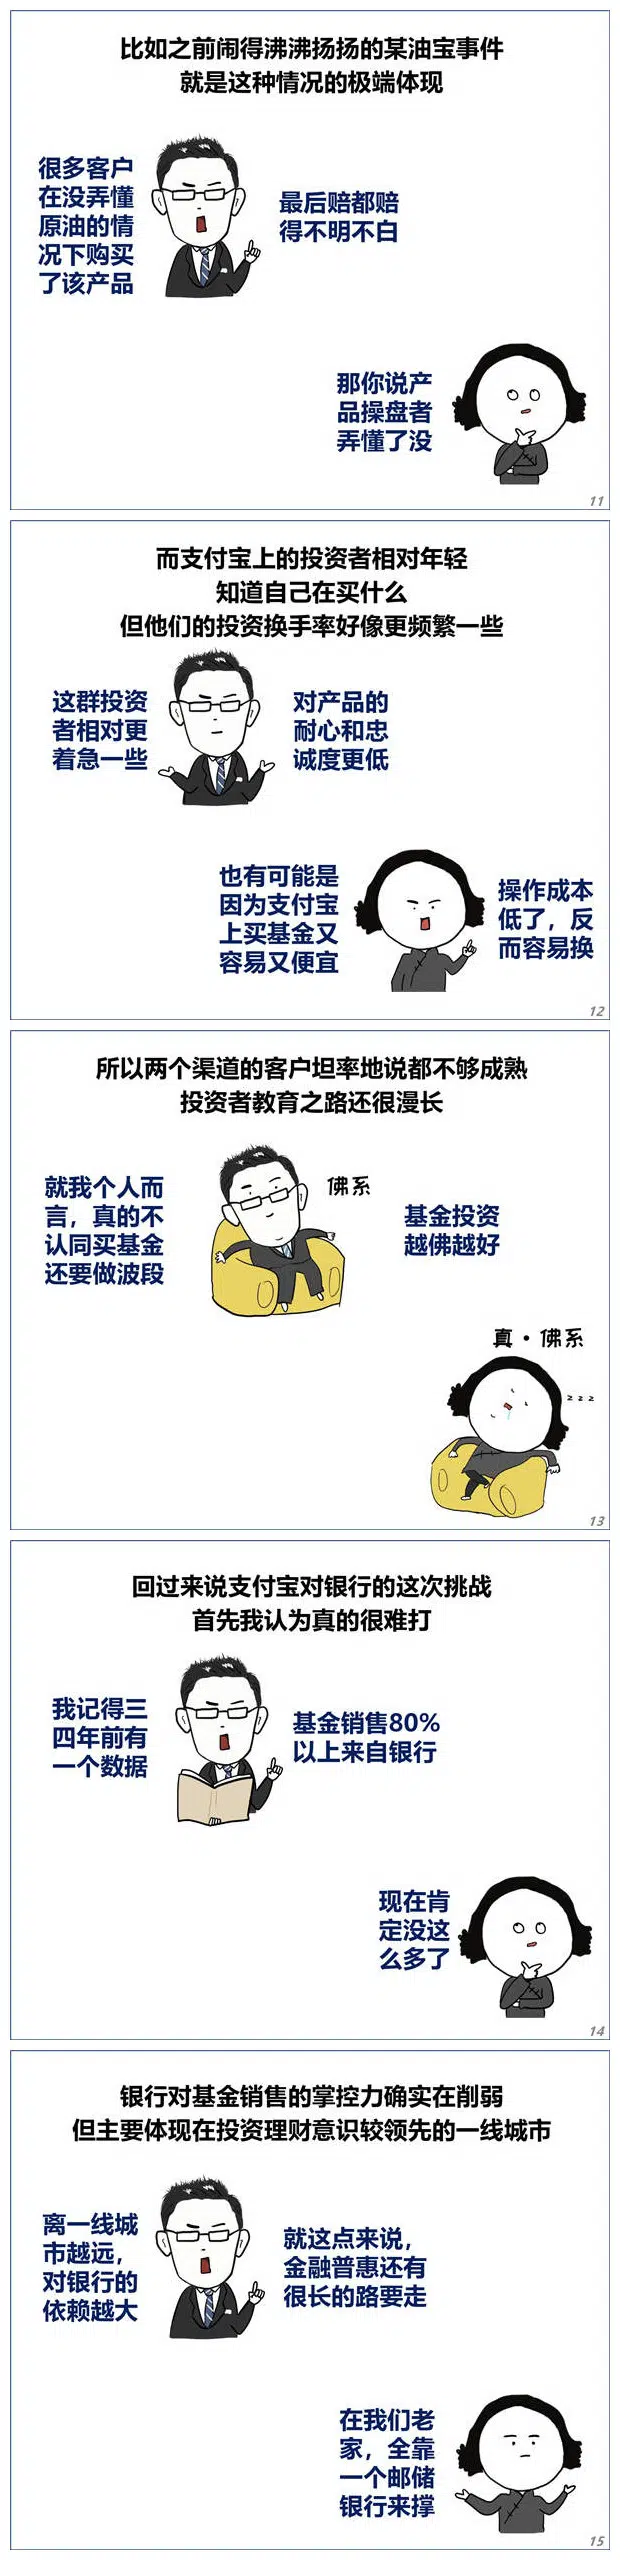 比如之前闹得沸沸扬扬的某油宝事件
就是这种情况的极端体现
很多客户
在没弄懂
原油的情
况下购买
了该产品
最后赔都赔
得不明不白
那你说产
品操盘者
弄懂了没
11
而支付宝上的投资者相对年轻
知道自己在买什么
但他们的投资换手率好像更频繁一些
这群投资
者相对更
着急一些
对产品的
耐心和忠
诚度更低
也有可能是
因为支付宝
上买基金又
容易又便宜
操作成本
低了，反
而容易换
12
所以两个渠道的客户坦率地说都不够成熟
投资者教育之路还很漫长
就我个人而
言，真的不
认同买基金
还要做波段
佛系
基金投资
越佛越好
真·佛系
z z z
13
回过来说支付宝对银行的这次挑战
首先我认为真的很难打
我记得三
四年前有
一个数据
基金销售80%
以上来自银行
现在肯
定没这
么多了
14
银行对基金销售的掌控力确实在削弱
但主要体现在投资理财意识较领先的一线城市
离一线城
市越远，
对银行的
依赖越大
就这点来说，
金融普惠还有
很长的路要走
在我们老
家，全靠
一个邮储
银行来撑
15